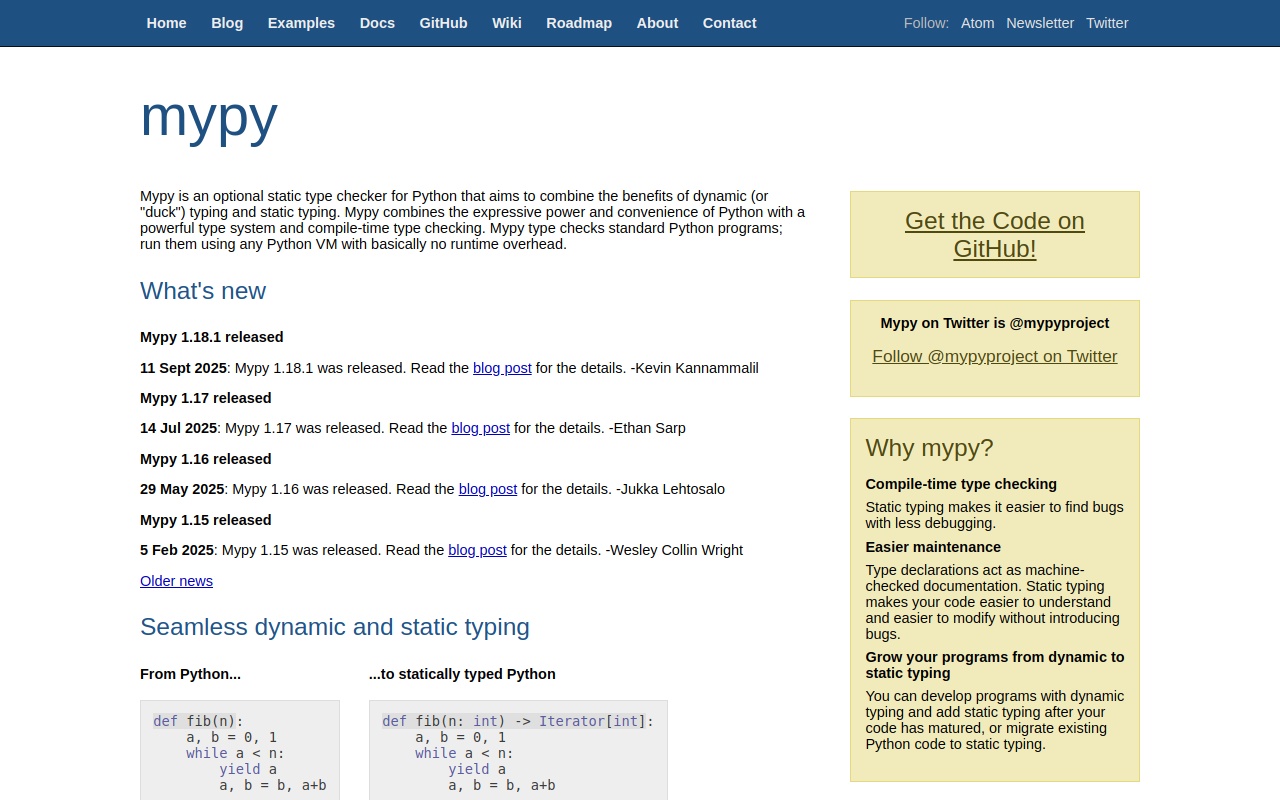 Home Blog Examples Docs GitHub Wiki Roadmap About Contact Follow: Atom Newsletter Twitter
mypy
Mypy is an optional static type checker for Python that aims to combine the benefits of dynamic (or
"duck") typing and static typing. Mypy combines the expressive power and convenience of Python with a
powerful type system and compile-time type checking. Mypy type checks standard Python programs;
run them using any Python VM with basically no runtime overhead.
What's new
Mypy 1.18.1 released
11 Sept 2025: Mypy 1.18.1 was released. Read the blog post for the details. -Kevin Kannammalil
Mypy 1.17 released
14 Jul 2025: Mypy 1.17 was released. Read the blog post for the details. -Ethan Sarp
Mypy 1.16 released
29 May 2025: Mypy 1.16 was released. Read the blog post for the details. -Jukka Lehtosalo
Mypy 1.15 released
5 Feb 2025: Mypy 1.15 was released. Read the blog post for the details. -Wesley Collin Wright
Older news
Seamless dynamic and static typing
From Python...
def fib(n):
    a, b = 0, 1
    while a < n:
        yield a
        a, b = b, a+b
...to statically typed Python
def fib(n: int) -> Iterator[int]:
    a, b = 0, 1
    while a < n:
        yield a
        a, b = b, a+b
Get the Code on
GitHub!
Mypy on Twitter is @mypyproject
Follow @mypyproject on Twitter
Why mypy?
Compile-time type checking
Static typing makes it easier to find bugs
with less debugging.
Easier maintenance
Type declarations act as machine-
checked documentation. Static typing
makes your code easier to understand
and easier to modify without introducing
bugs.
Grow your programs from dynamic to
static typing
You can develop programs with dynamic
typing and add static typing after your
code has matured, or migrate existing
Python code to static typing.